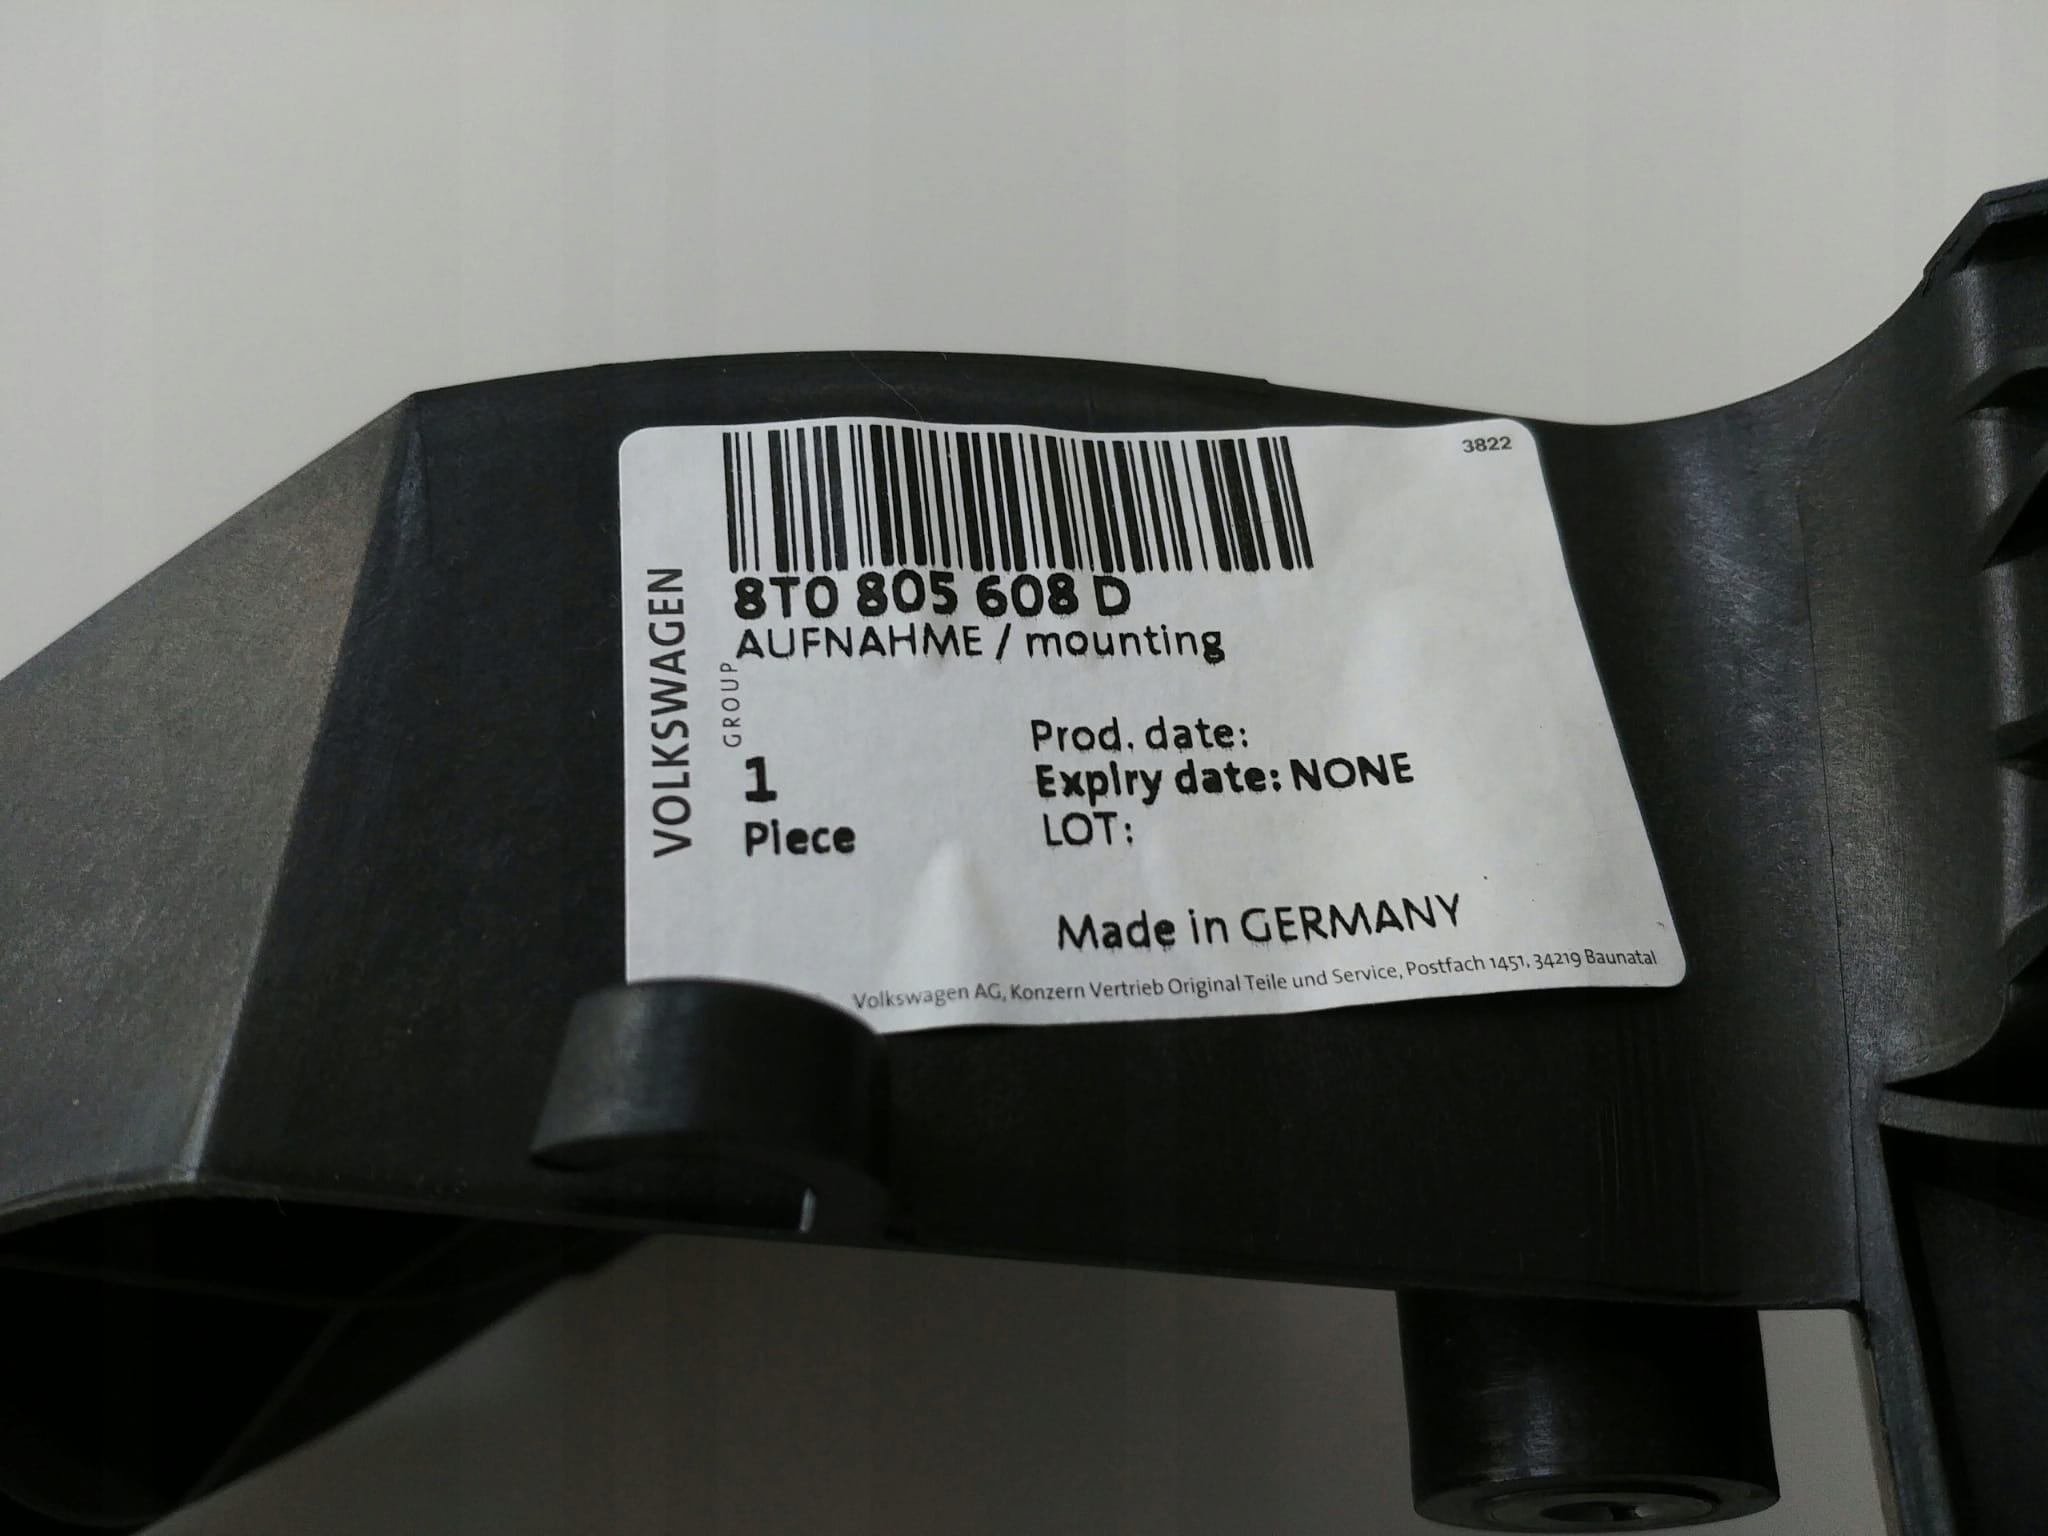 3822
8T0 805 608 D
AUFNAHME / mounting
VOLKSWAGEN
GROUP
1
Piece
Prod. date:
Expiry date: NONE
LOT:
Made in GERMANY
Volkswagen AG, Konzern Vertrieb Original Teile und Service, Postfach 1451, 34219 Baunatal